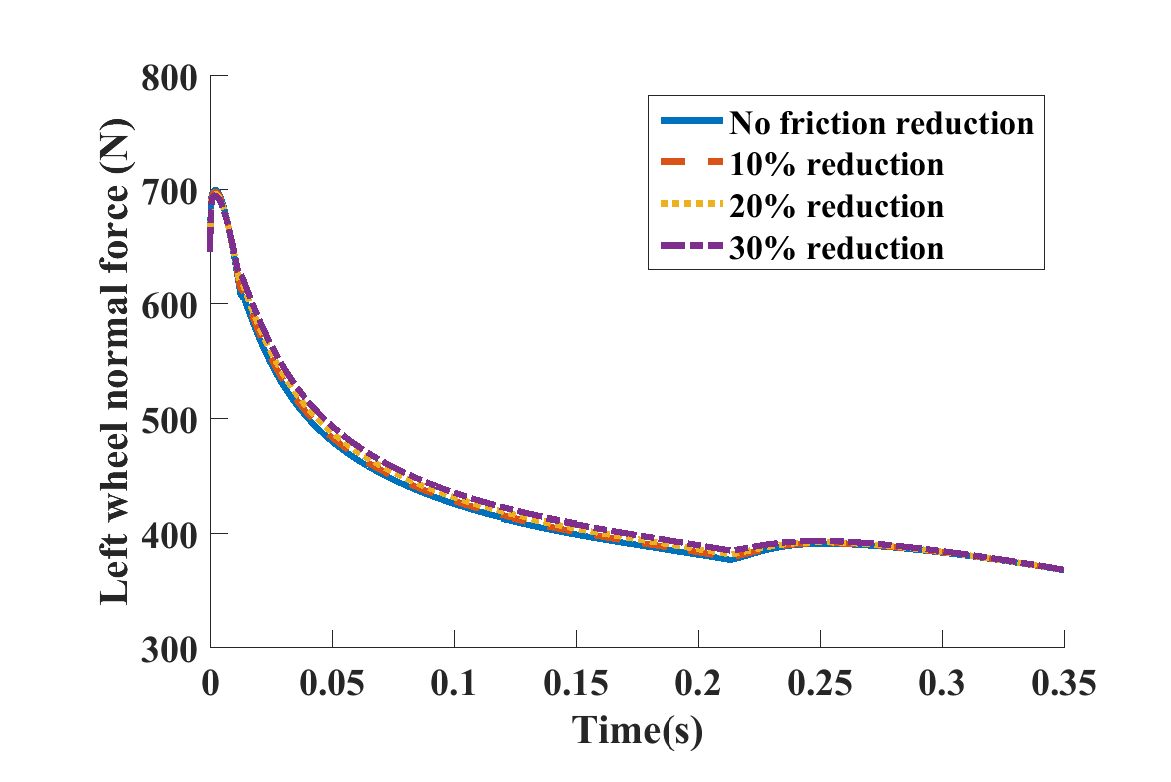 800
700
600
500
400
300
Left wheel normal force (N)
No friction reduction
10% reduction
20% reduction
30% reduction
0
0.05
0.1
0.15
0.2
0.25
0.3
0.35
Time(s)